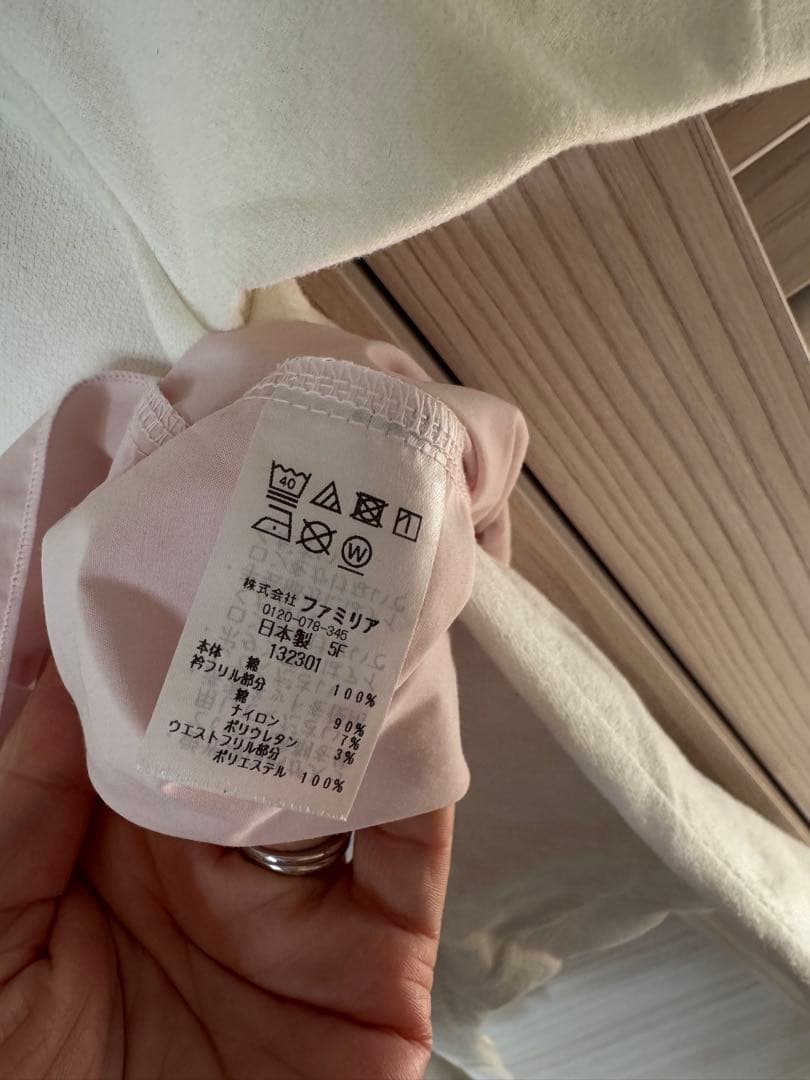 40
W
株式会社 ファミリア
0120-078-345
日本製 5F
132301
本体 綿 100%
衿フリル部分
綿 90%
ナイロン 7%
ポリウレタン 3%
ウエストフリル部分
ポリエステル 100%